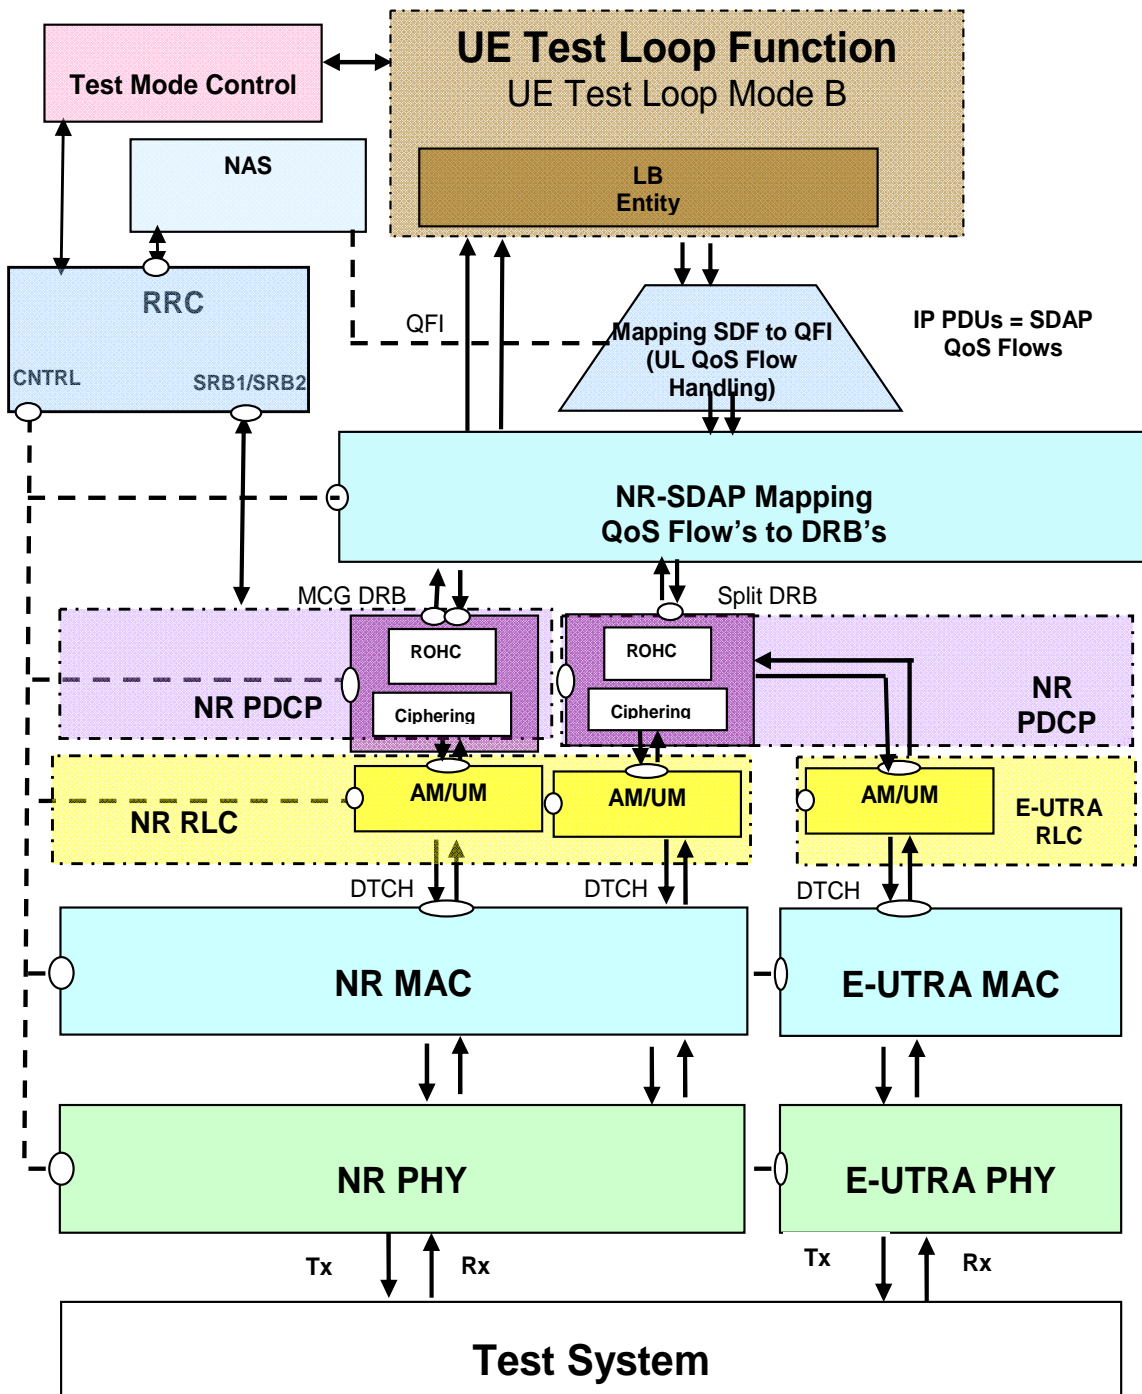 UE Test Loop Function
UE Test Loop Mode B
Test Mode Control
NAS
LB
Entity
RRC
CNTRL
SRB1/SRB2
QFI
Mapping SDF to QFI
(UL QoS Flow
Handling)
IP PDUs = SDAP
QoS Flows
NR-SDAP Mapping
QoS Flow's to DRB's
MCG DRB
Split DRB
ROHC
ROHC
Ciphering
Ciphering
NR PDCP
NR
PDCP
AM/UM
AM/UM
AM/UM
NR RLC
E-UTRA
RLC
DTCH
DTCH
DTCH
NR MAC
E-UTRA MAC
NR PHY
E-UTRA PHY
Tx
Rx
Tx
Rx
Test System